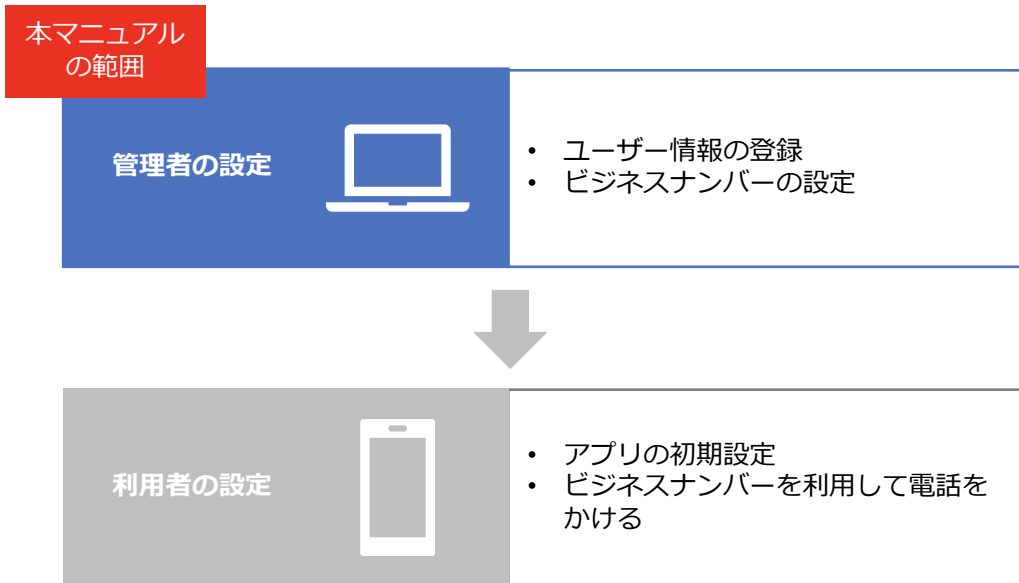 本マニュアル
の範囲
管理者の設定
• ユーザー情報の登録
• ビジネスナンバーの設定
利用者の設定
• アプリの初期設定
• ビジネスナンバーを利用して電話を
かける